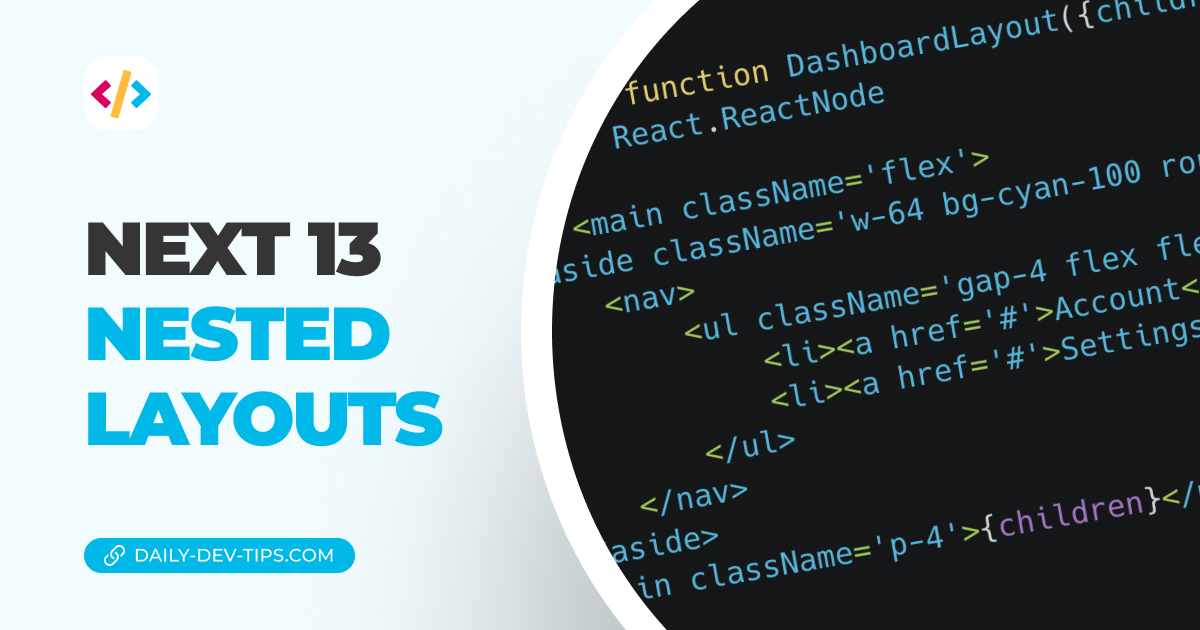 NEXT 13
NESTED
LAYOUTS
DAILY-DEV-TIPS.COM
function DashboardLayout({
React.ReactNode
<main className='flex'>
className='w-64 bg-cyan-100
<nav>
<ul className='gap-4 flex
<li><a href='#'>Account<
<li><a href='#'>Settings
</ul>
</nav>
aside>
className='p-4'>{children}</